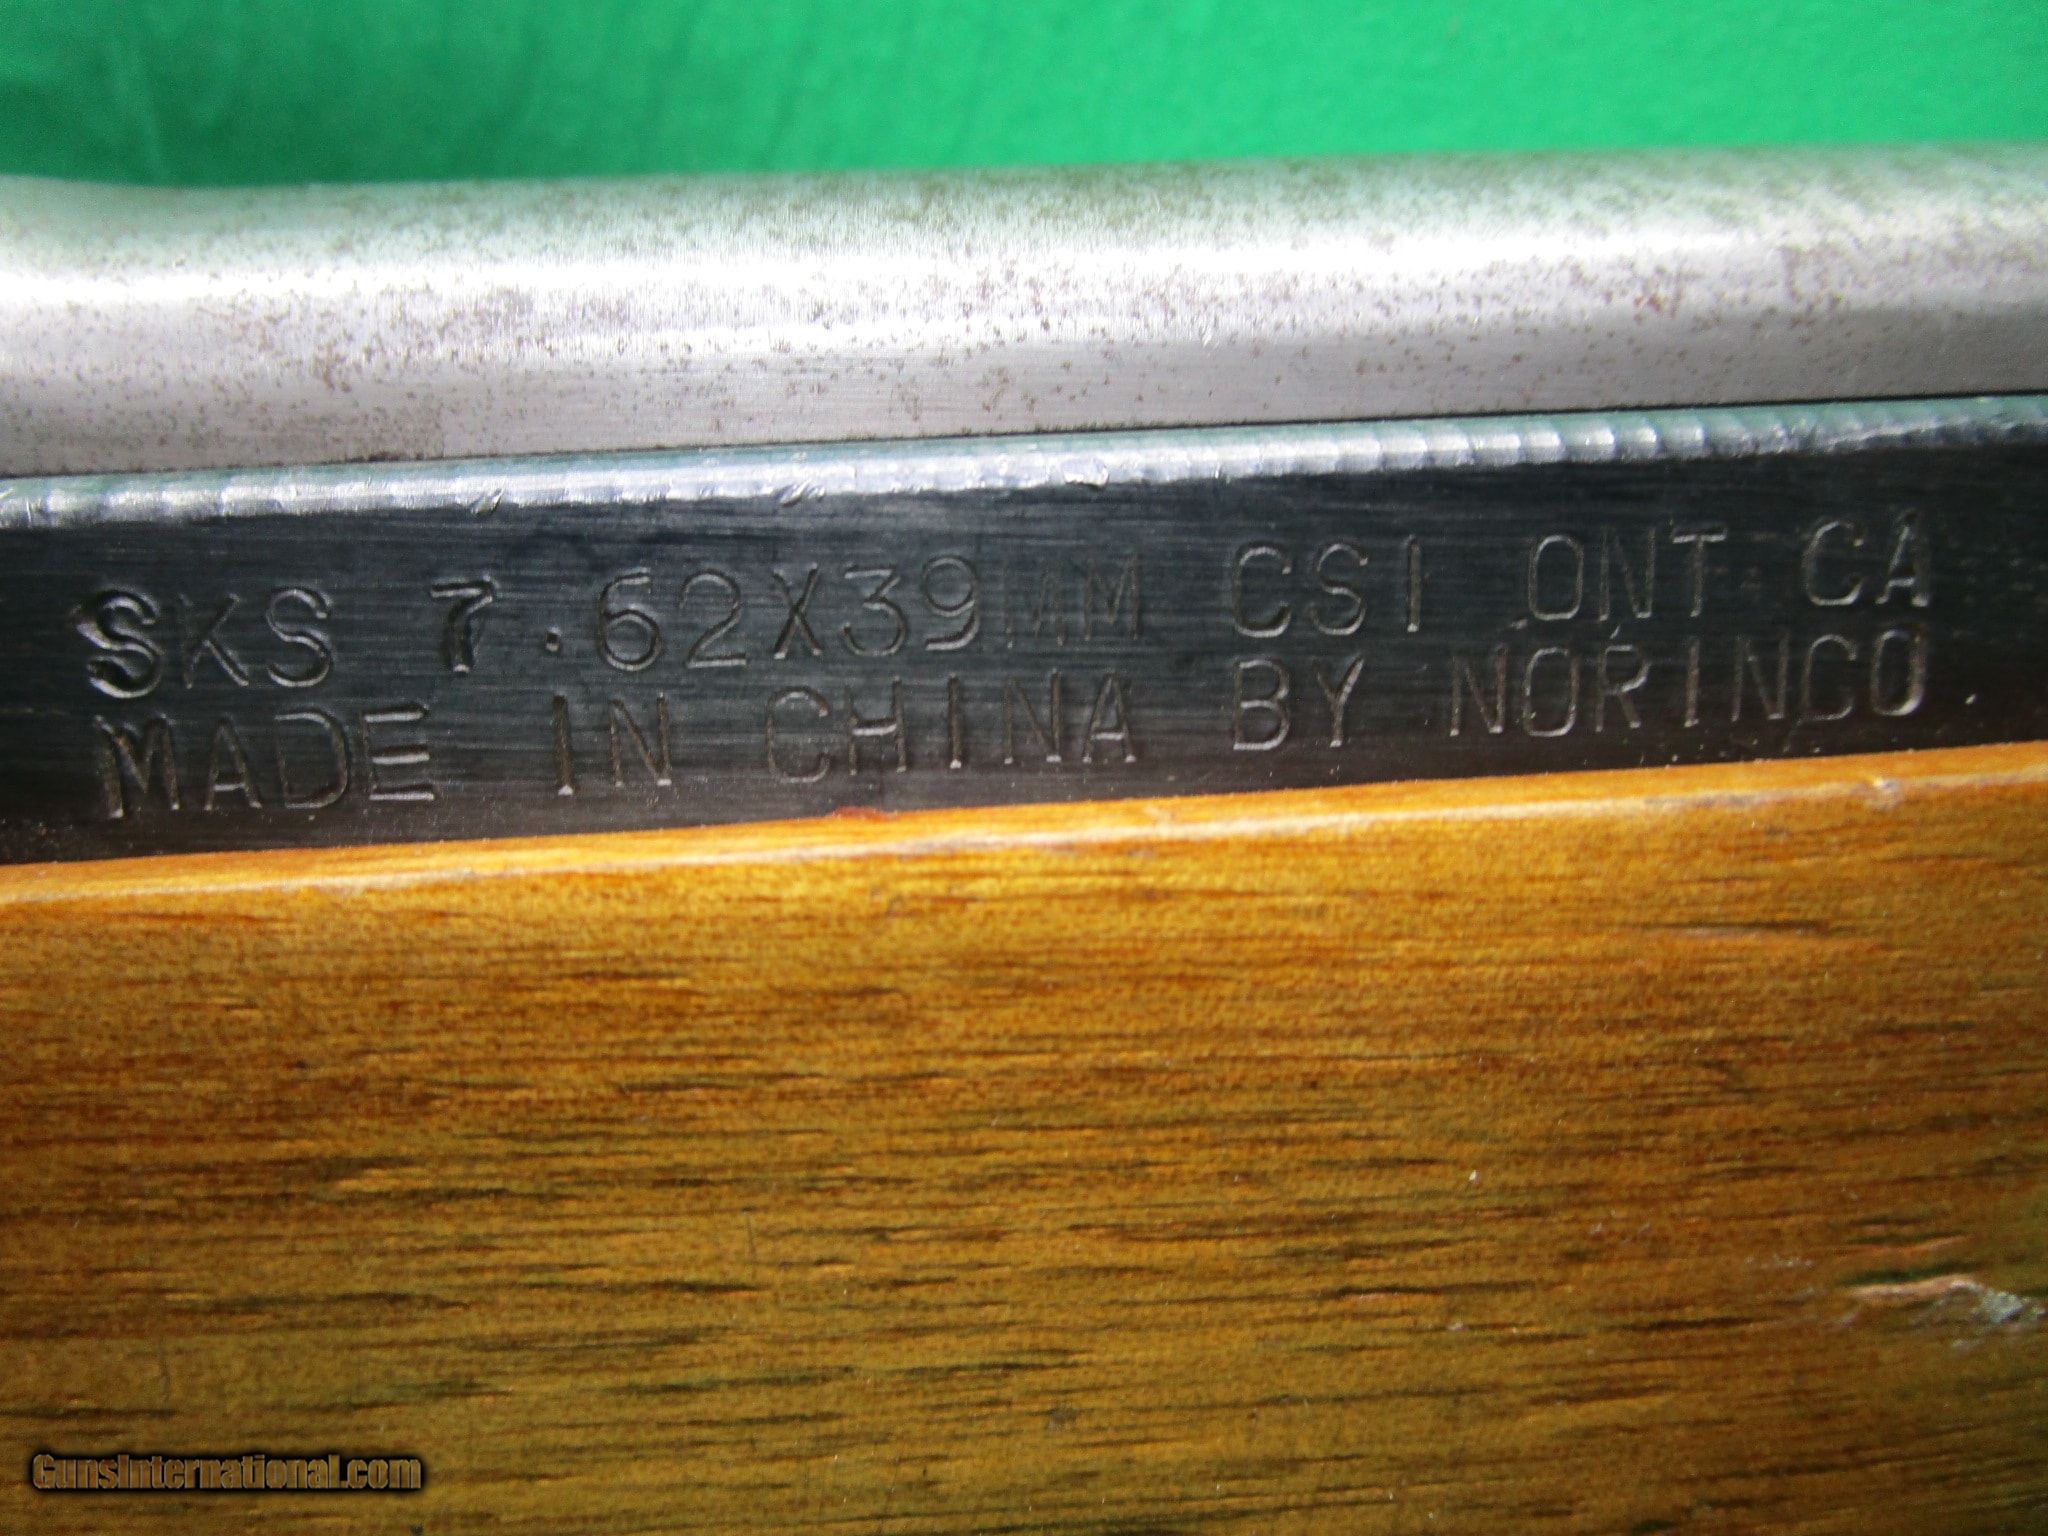 SKS 7.62X39MM CSI ONT CA
MADE IN CHINA BY NORINCO
GunsInternational.com